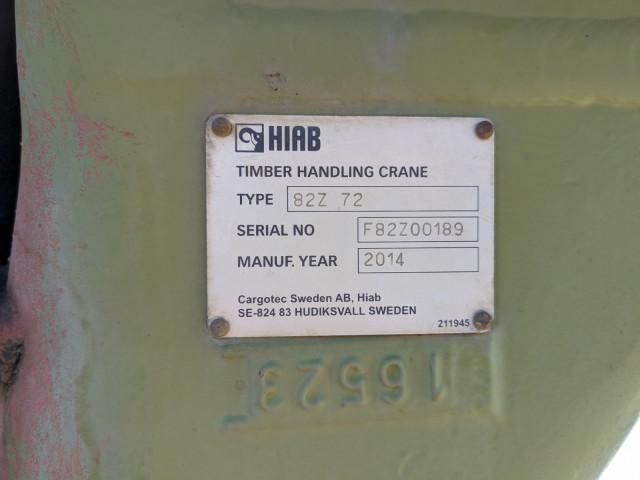 HIAB
TIMBER HANDLING CRANE
TYPE 82Z 72
SERIAL NO F82Z00189
MANUF. YEAR 2014
Cargotec Sweden AB, Hiab
SE-824 83 HUDIKSVALL SWEDEN
211945
16523